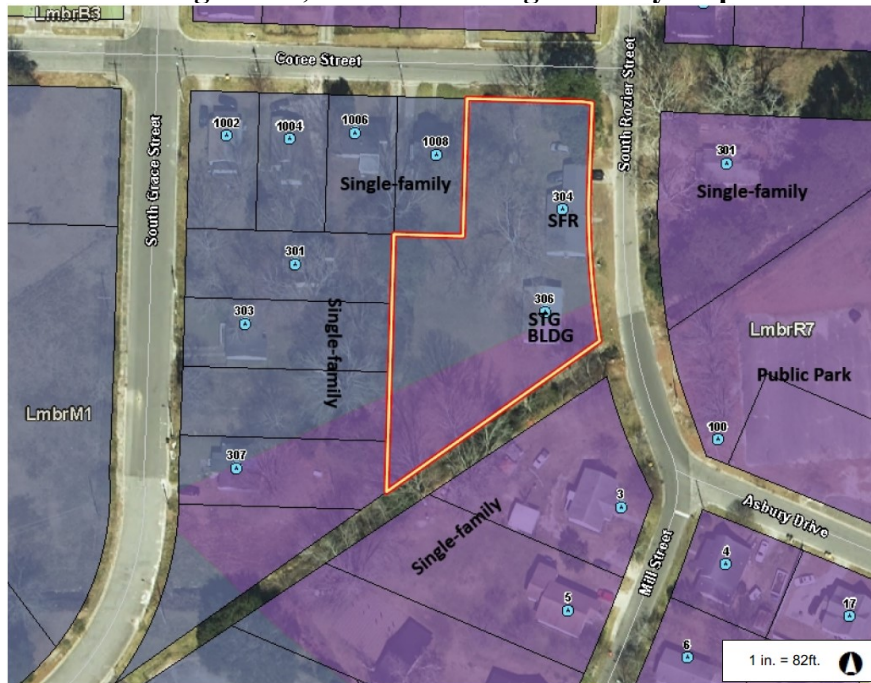 LmbrB3
Coree Street
South Rozier Street
South Grace Street
1002
1004
1006
1008
Single-family
304
SFR
301
Single-family
301
303
Single-family
306
STG
BLDG
LmbrR7
Public Park
LmbrM1
307
100
Single-family
3
Asbury Drive
Mill Street
4
5
17
6
1 in. = 82ft.